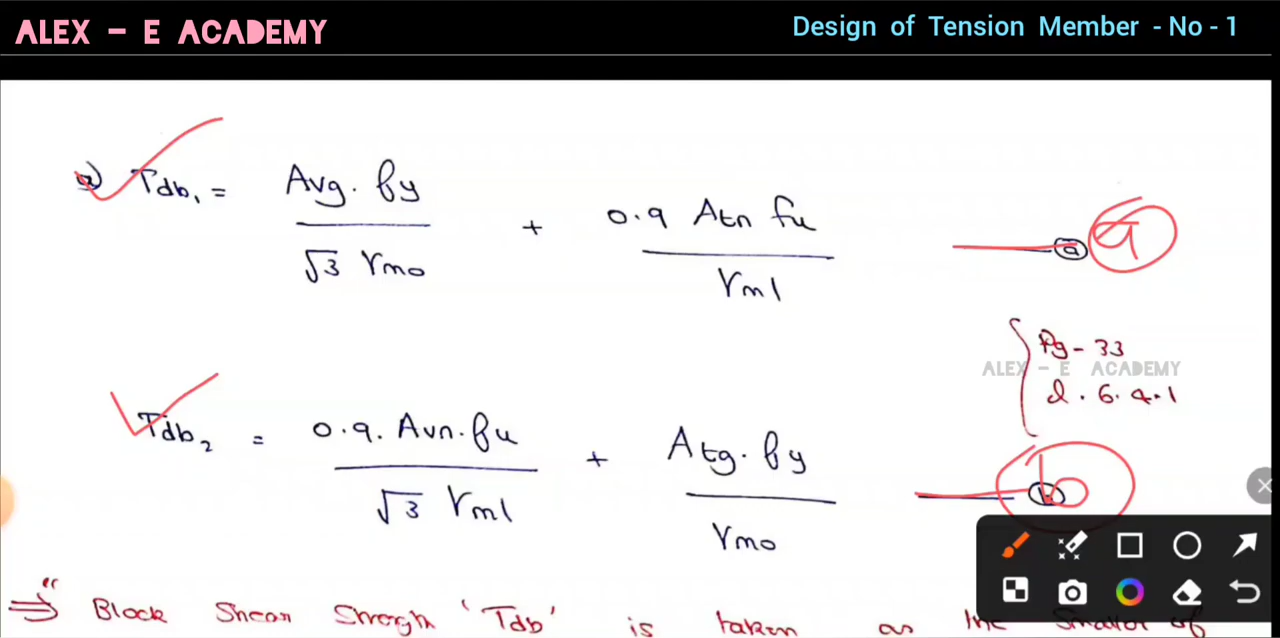 ALEX - E ACADEMY
Design of Tension Member - No - 1
a) Tdb₁ = Avg. fy / √3 γmo + 0.9 Atn fu / γm1 — ⓐ a
{ Pg - 33
ALEX - E ACADEMY
cl. 6.4.1
Tdb₂ = 0.9. Avn. fu / √3 γm1 + Atg. fy / γmo — ⓑ b
⇒ " Block Shear Strength 'Tdb' is taken as the smaller of